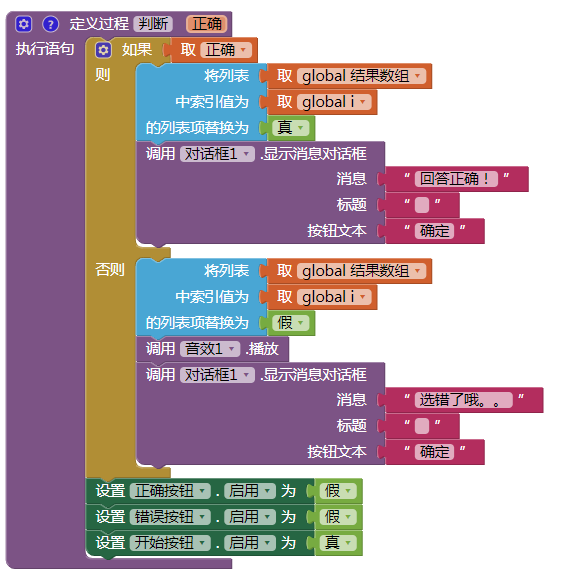 ? 定义过程 判断 正确
执行语句 如果 取 正确
则 将列表 取 global 结果数组
中索引值为 取 global i
的列表项替换为 真
调用 对话框1 .显示消息对话框
消息 “ 回答正确！ ”
标题 “ ”
按钮文本 “ 确定 ”
否则 将列表 取 global 结果数组
中索引值为 取 global i
的列表项替换为 假
调用 音效1 .播放
调用 对话框1 .显示消息对话框
消息 “ 选错了哦。。 ”
标题 “ ”
按钮文本 “ 确定 ”
设置 正确按钮 . 启用 为 假
设置 错误按钮 . 启用 为 假
设置 开始按钮 . 启用 为 真